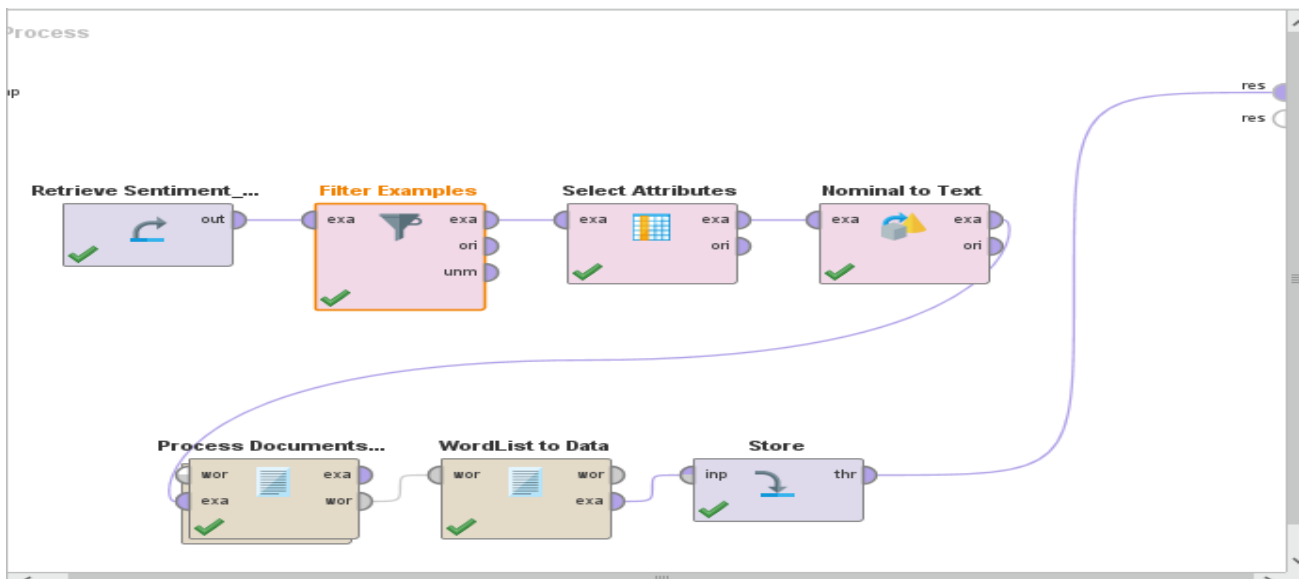 Process
res
res
Retrieve Sentiment_...
Filter Examples
Select Attributes
Nominal to Text
out
exa
exa
ori
unm
exa
exa
ori
exa
exa
ori
Process Documents...
WordList to Data
Store
wor
exa
exa
wor
wor
wor
exa
inp
thr